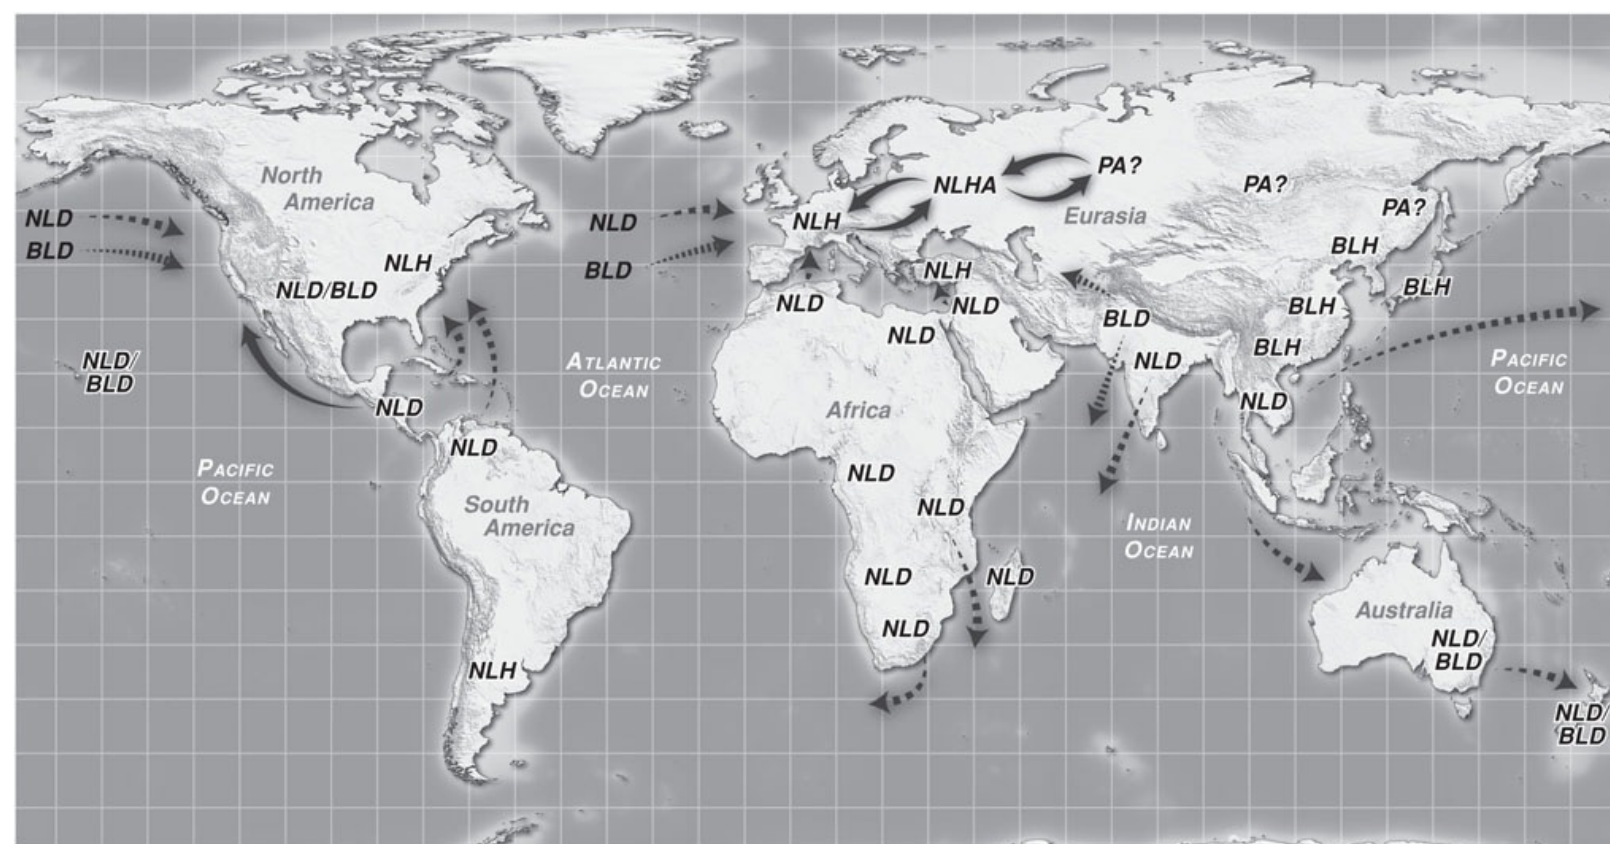 North
America
NLD
BLD
NLH
NLD/BLD
NLD/
BLD
NLD
PACIFIC
OCEAN
NLD
South
America
NLH
ATLANTIC
OCEAN
NLD
BLD
NLH
NLHA
PA?
PA?
PA?
Eurasia
BLH
BLH
BLH
BLH
NLH
NLD
NLD
NLD
BLD
NLD
NLD
Africa
NLD
NLD
NLD
NLD
NLD
INDIAN
OCEAN
PACIFIC
OCEAN
Australia
NLD/
BLD
NLD/
BLD